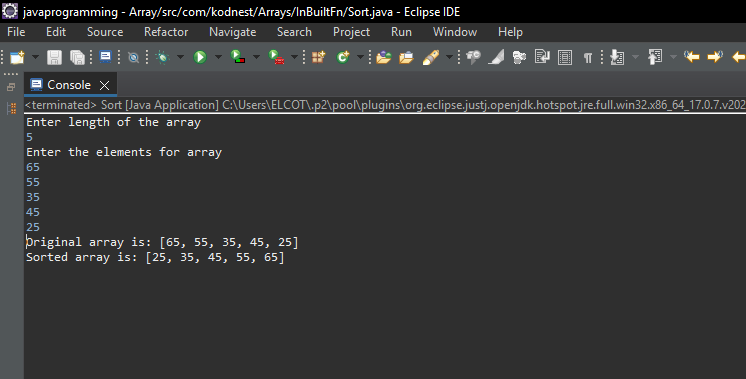 javaprogramming - Array/src/com/kodnest/Arrays/InBuiltFn/Sort.java - Eclipse IDE
File Edit Source Refactor Navigate Search Project Run Window Help
Console
<terminated> Sort [Java Application] C:\Users\ELCOT\.p2\pool\plugins\org.eclipse.justj.openjdk.hotspot.jre.full.win32.x86_64_17.0.7.v202
Enter length of the array
5
Enter the elements for array
65
55
35
45
25
Original array is: [65, 55, 35, 45, 25]
Sorted array is: [25, 35, 45, 55, 65]